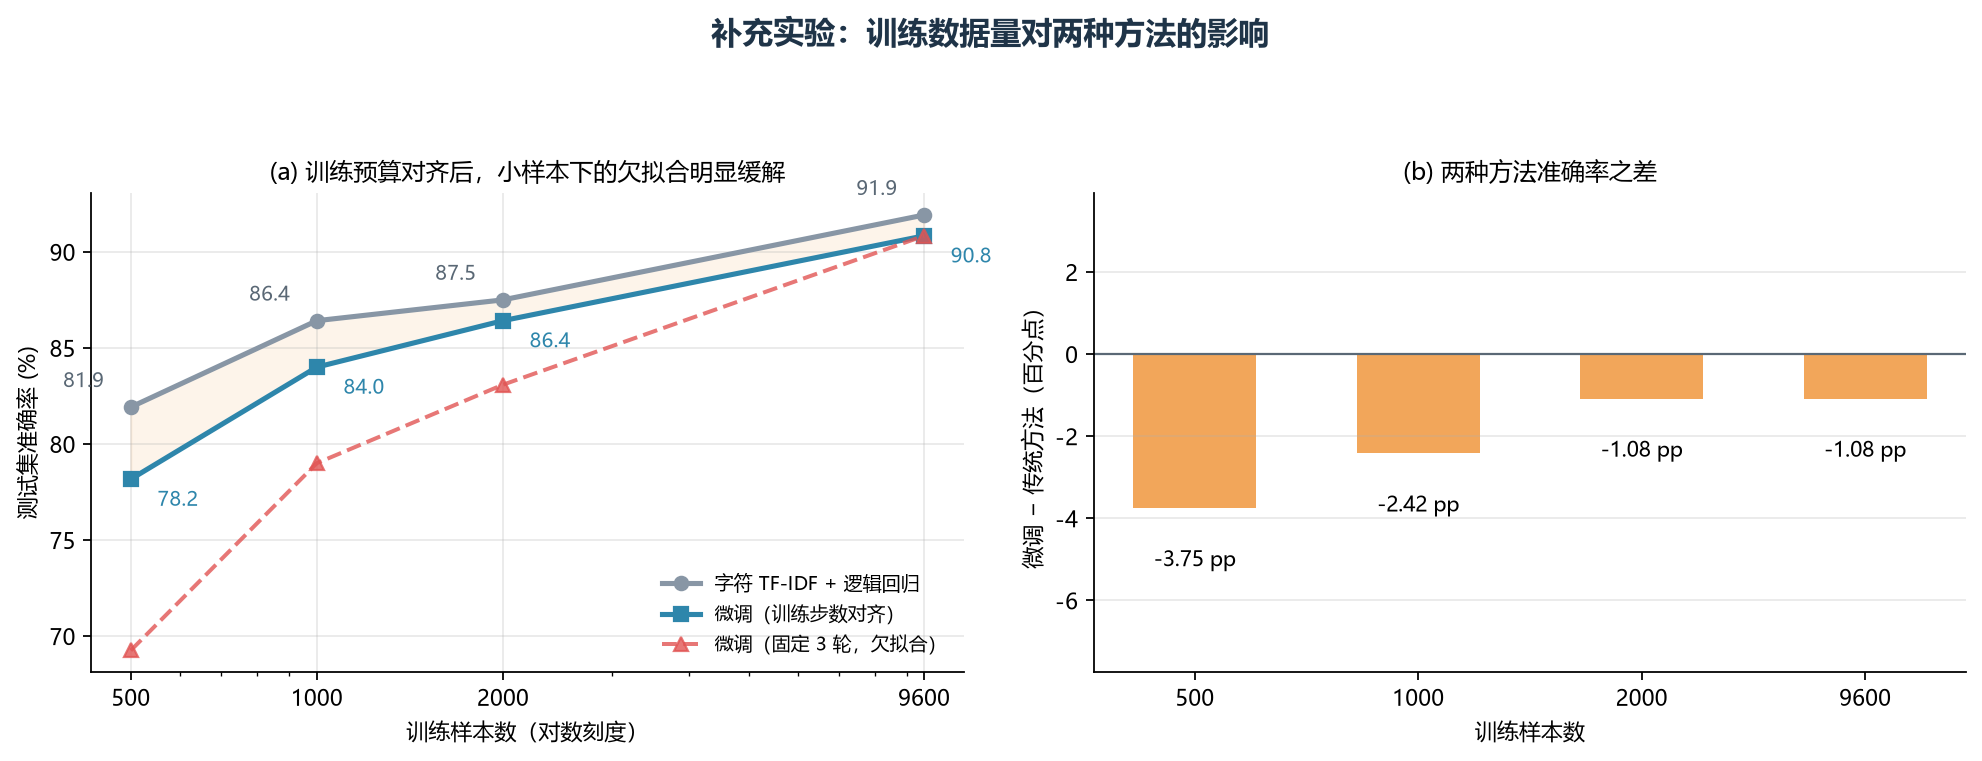 补充实验：训练数据量对两种方法的影响
(a) 训练预算对齐后，小样本下的欠拟合明显缓解
测试集准确率 (%)
90
85
80
75
70
81.9
86.4
87.5
91.9
78.2
84.0
86.4
90.8
字符 TF-IDF + 逻辑回归
微调（训练步数对齐）
微调（固定 3 轮，欠拟合）
500
1000
2000
9600
训练样本数（对数刻度）
(b) 两种方法准确率之差
微调 − 传统方法（百分点）
2
0
-2
-4
-6
-3.75 pp
-2.42 pp
-1.08 pp
-1.08 pp
500
1000
2000
9600
训练样本数